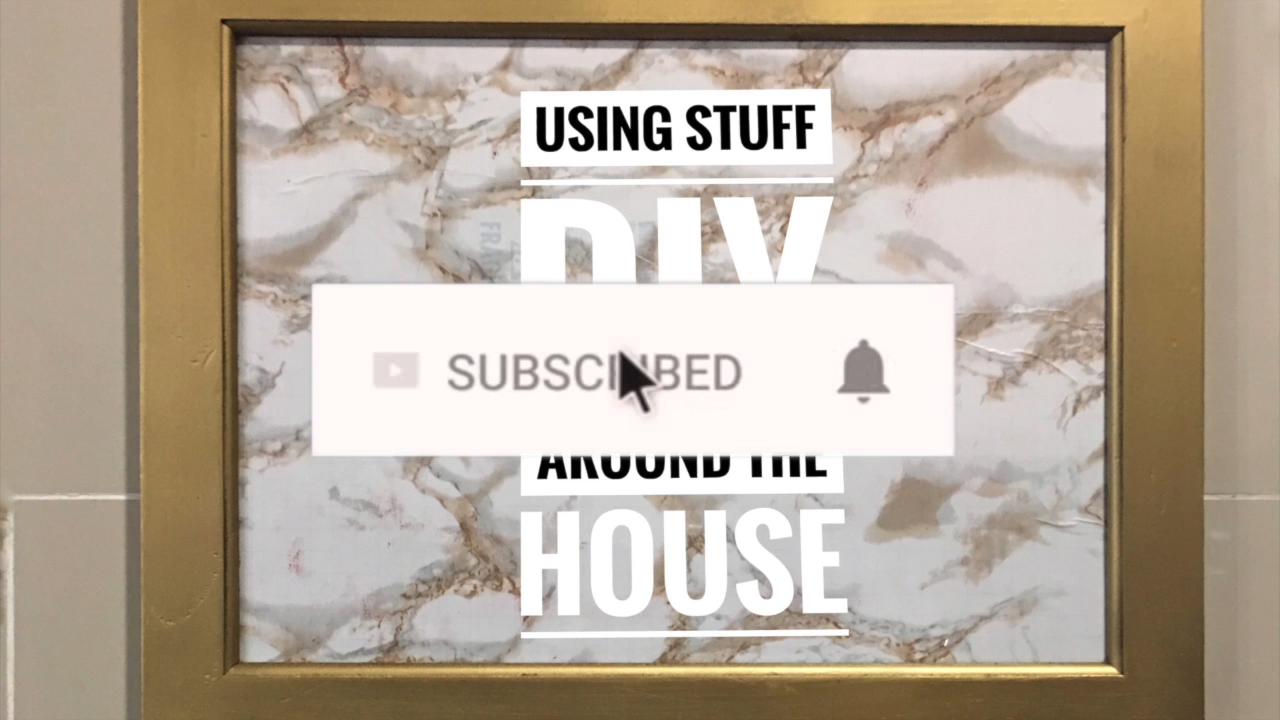 USING STUFF
DIY
SUBSCRIBED
AROUND THE
HOUSE